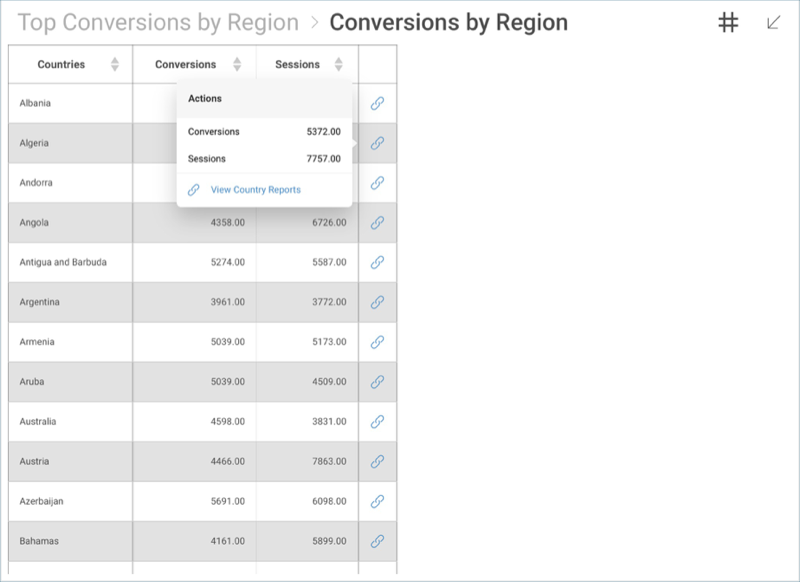 Top Conversions by Region > Conversions by Region
Countries Conversions Sessions
Albania
Actions
Conversions 5372.00
Algeria
Sessions 7757.00
Andorra
View Country Reports
Angola 4358.00 6726.00
Antigua and Barbuda 5274.00 5587.00
Argentina 3961.00 3772.00
Armenia 5039.00 5173.00
Aruba 5039.00 4509.00
Australia 4598.00 3831.00
Austria 4466.00 7863.00
Azerbaijan 5691.00 6098.00
Bahamas 4161.00 5899.00